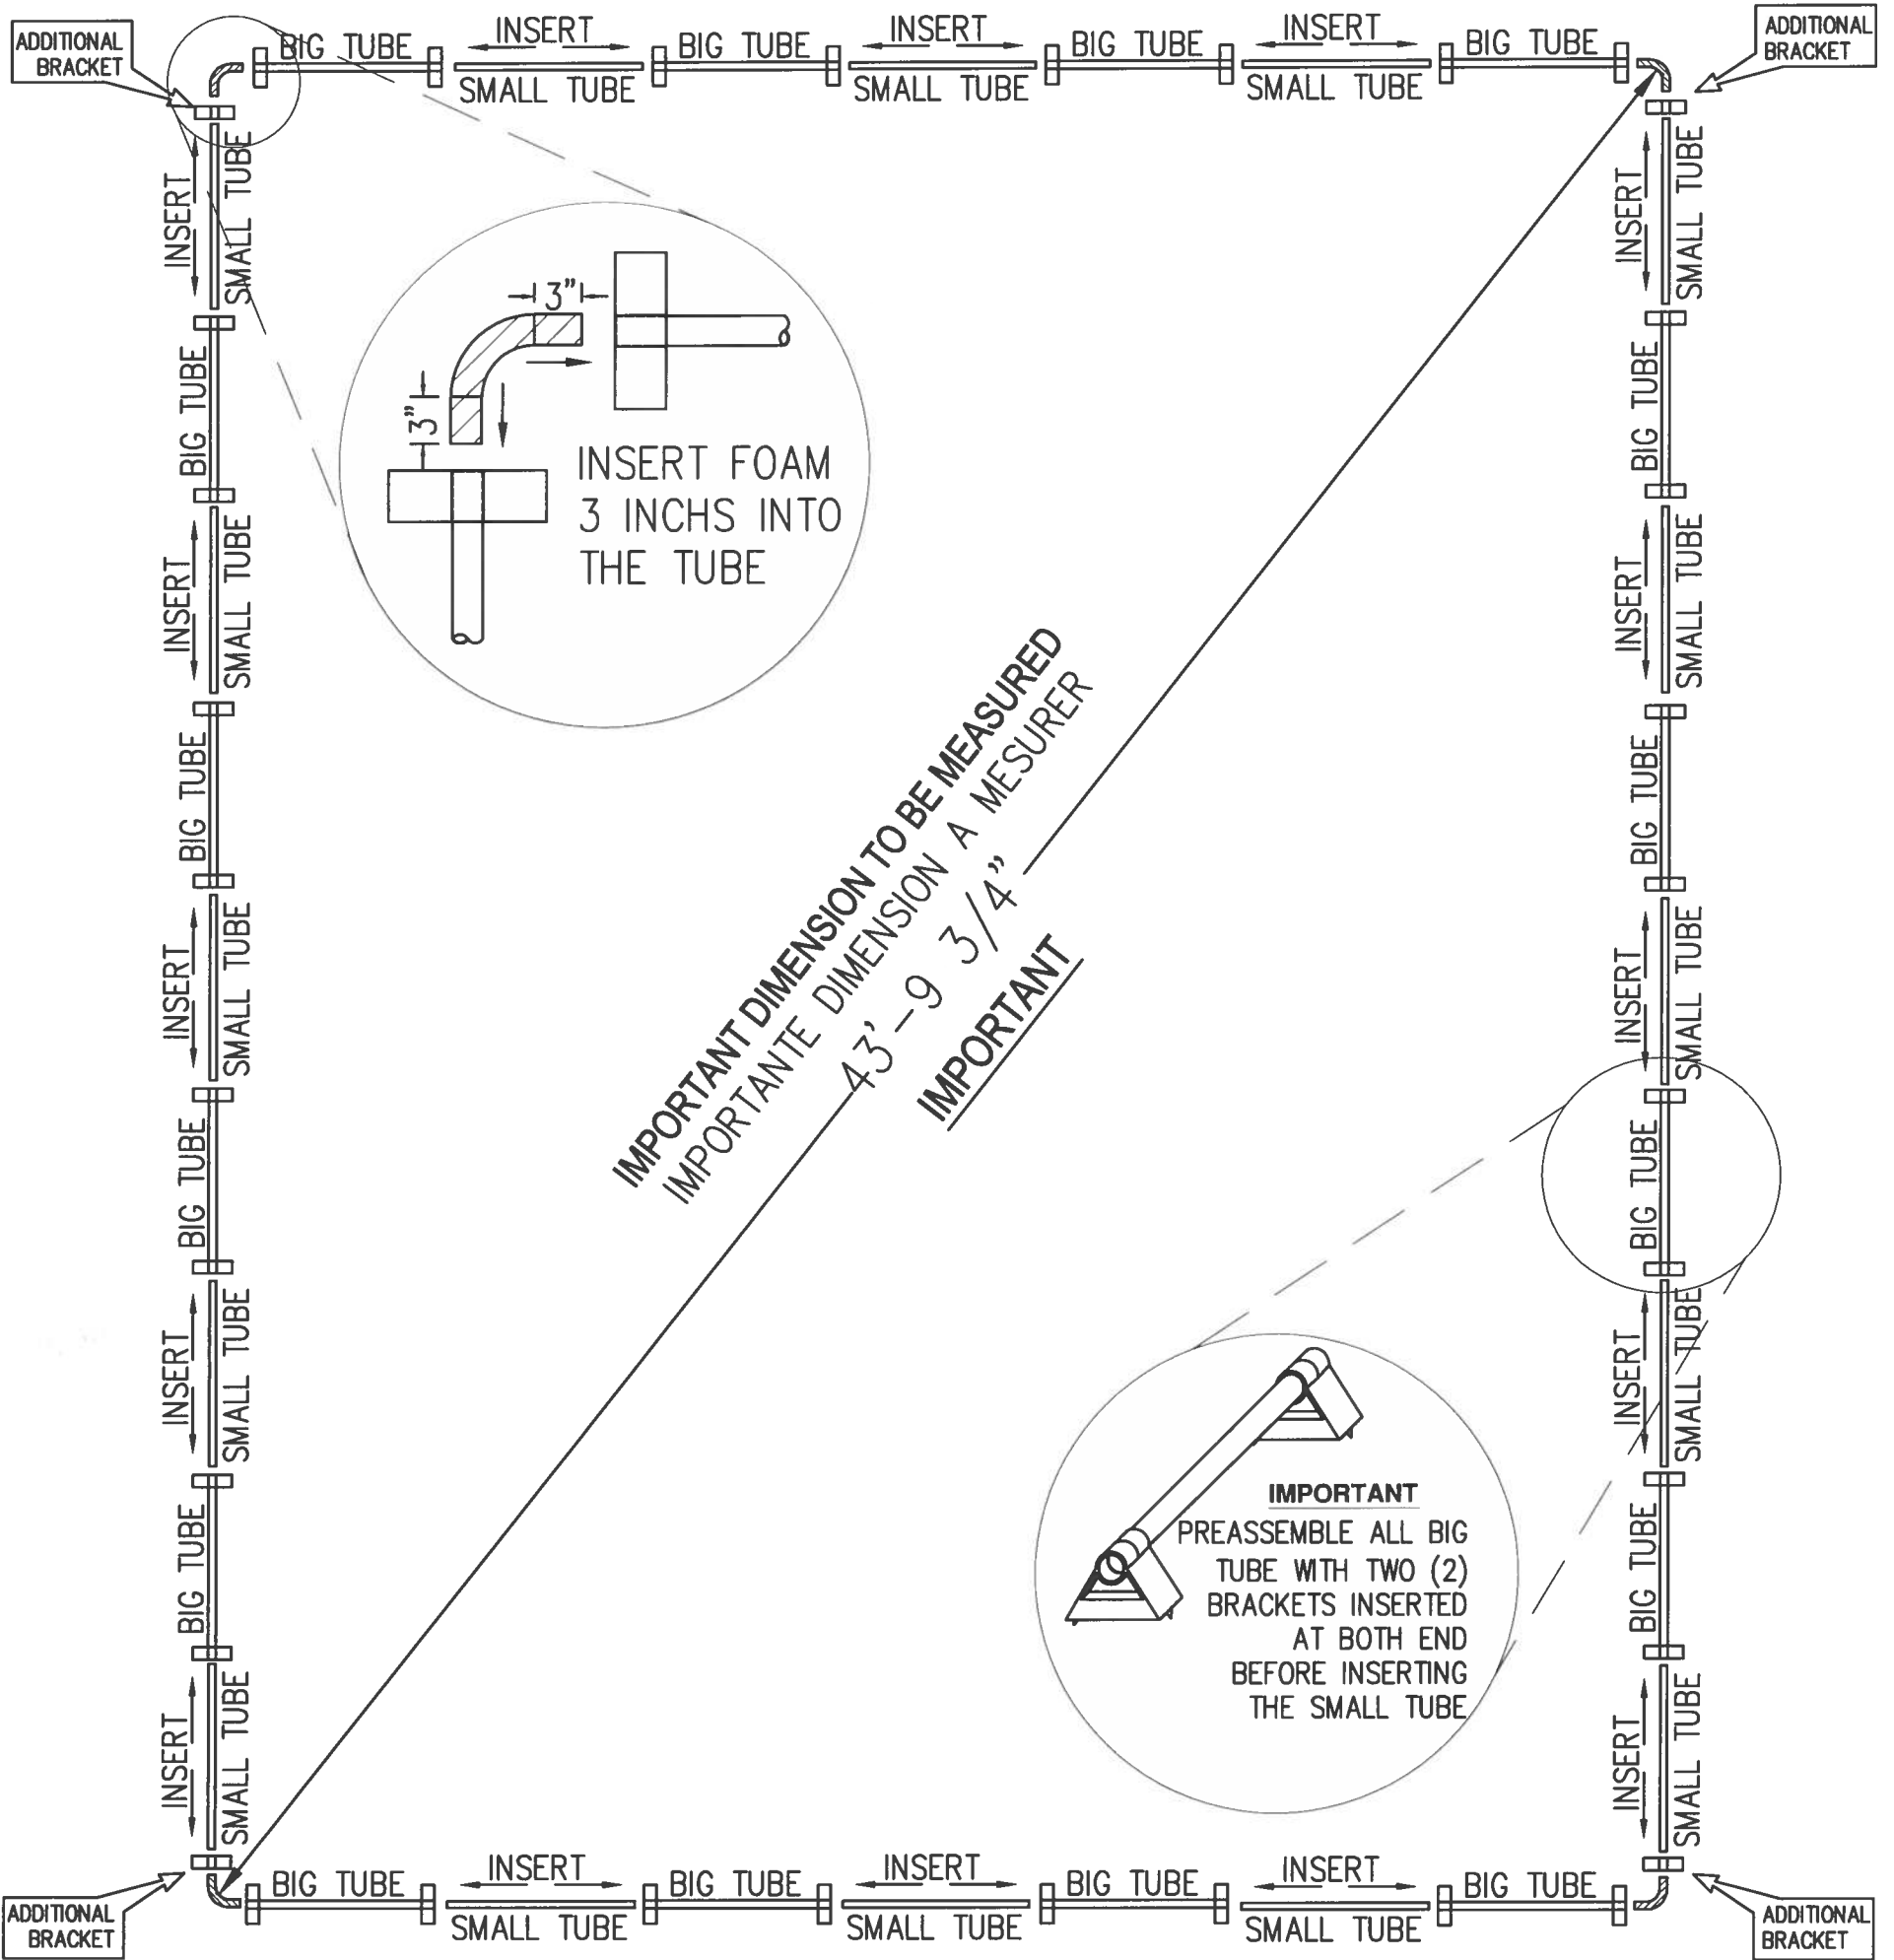 ADDITIONAL
BRACKET
BIG TUBE
INSERT
SMALL TUBE
BIG TUBE
INSERT
SMALL TUBE
BIG TUBE
INSERT
SMALL TUBE
BIG TUBE
ADDITIONAL
BRACKET
INSERT
SMALL TUBE
BIG TUBE
INSERT
SMALL TUBE
BIG TUBE
INSERT
SMALL TUBE
BIG TUBE
INSERT
SMALL TUBE
BIG TUBE
INSERT
SMALL TUBE
3"
3"
INSERT FOAM
3 INCHS INTO
THE TUBE
IMPORTANT DIMENSION TO BE MEASURED
IMPORTANTE DIMENSION A MESURER
43'-9 3/4"
IMPORTANT
INSERT
SMALL TUBE
BIG TUBE
INSERT
SMALL TUBE
BIG TUBE
INSERT
SMALL TUBE
BIG TUBE
INSERT
SMALL TUBE
BIG TUBE
INSERT
SMALL TUBE
IMPORTANT
PREASSEMBLE ALL BIG
TUBE WITH TWO (2)
BRACKETS INSERTED
AT BOTH END
BEFORE INSERTING
THE SMALL TUBE
ADDITIONAL
BRACKET
BIG TUBE
INSERT
SMALL TUBE
BIG TUBE
INSERT
SMALL TUBE
BIG TUBE
INSERT
SMALL TUBE
BIG TUBE
ADDITIONAL
BRACKET